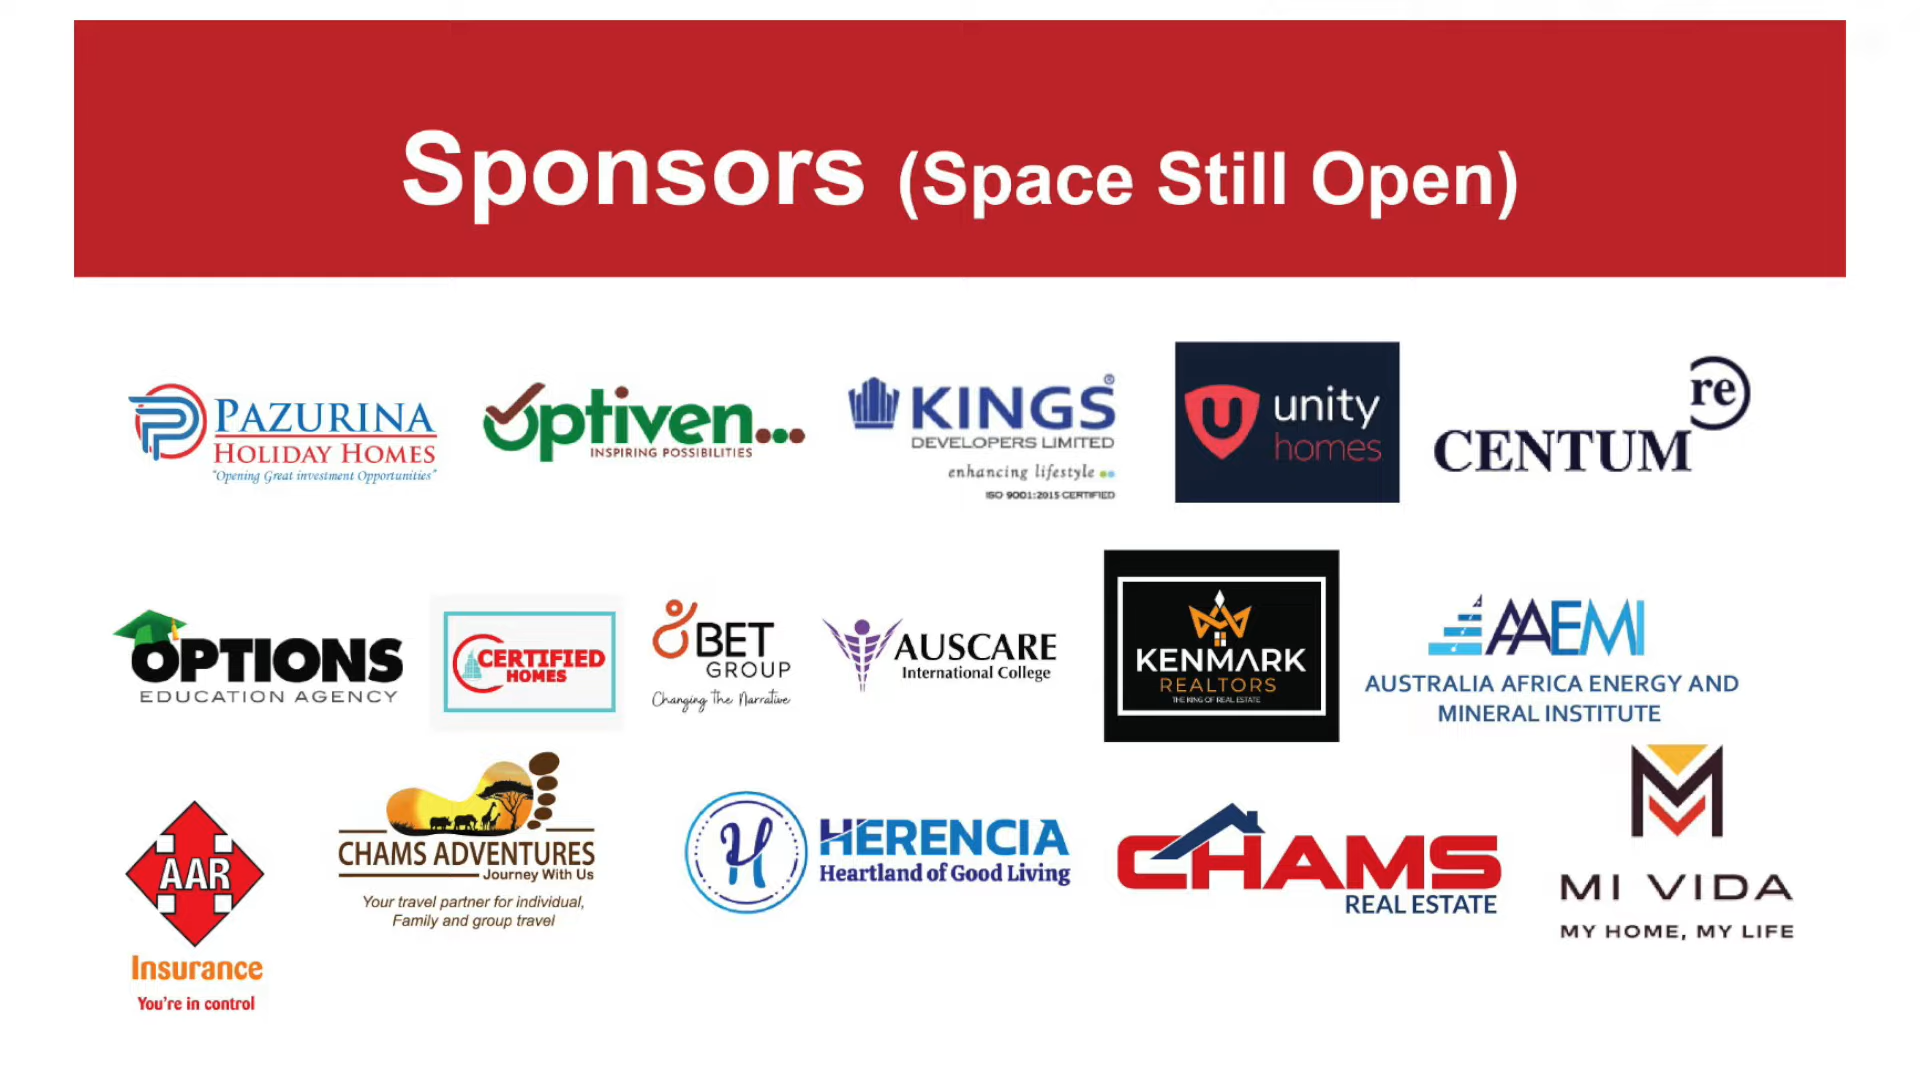 Sponsors (Space Still Open)
PAZURINA
HOLIDAY HOMES
"Opening Great investment Opportunities"
Optiven...
INSPIRING POSSIBILITIES
KINGS®
DEVELOPERS LIMITED
enhancing lifestyle
ISO 9001:2015 CERTIFIED
U
unity
homes
re
CENTUM
OPTIONS
EDUCATION AGENCY
CERTIFIED
HOMES
BET
GROUP
Changing The Narrative
AUSCARE
International College
KENMARK
REALTORS
THE KING OF REAL ESTATE
AAEMI
AUSTRALIA AFRICA ENERGY AND
MINERAL INSTITUTE
AAR
Insurance
You're in control
CHAMS ADVENTURES
Journey With Us
Your travel partner for individual,
Family and group travel
H
HERENCIA
Heartland of Good Living
CHAMS
REAL ESTATE
M
MI VIDA
MY HOME, MY LIFE